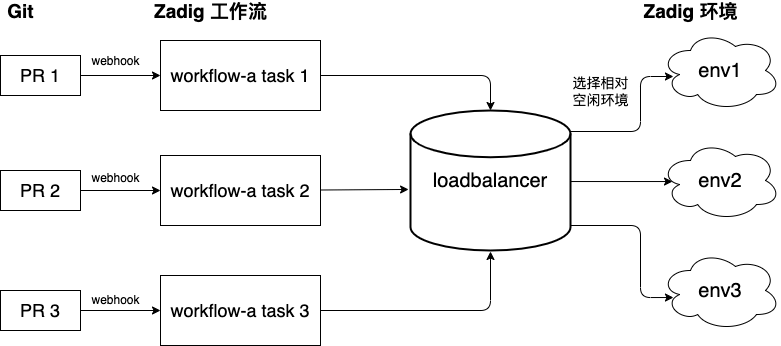 Git
Zadig 工作流
Zadig 环境
PR 1
webhook
workflow-a task 1
选择相对
空闲环境
env1
PR 2
webhook
workflow-a task 2
loadbalancer
env2
PR 3
webhook
workflow-a task 3
env3